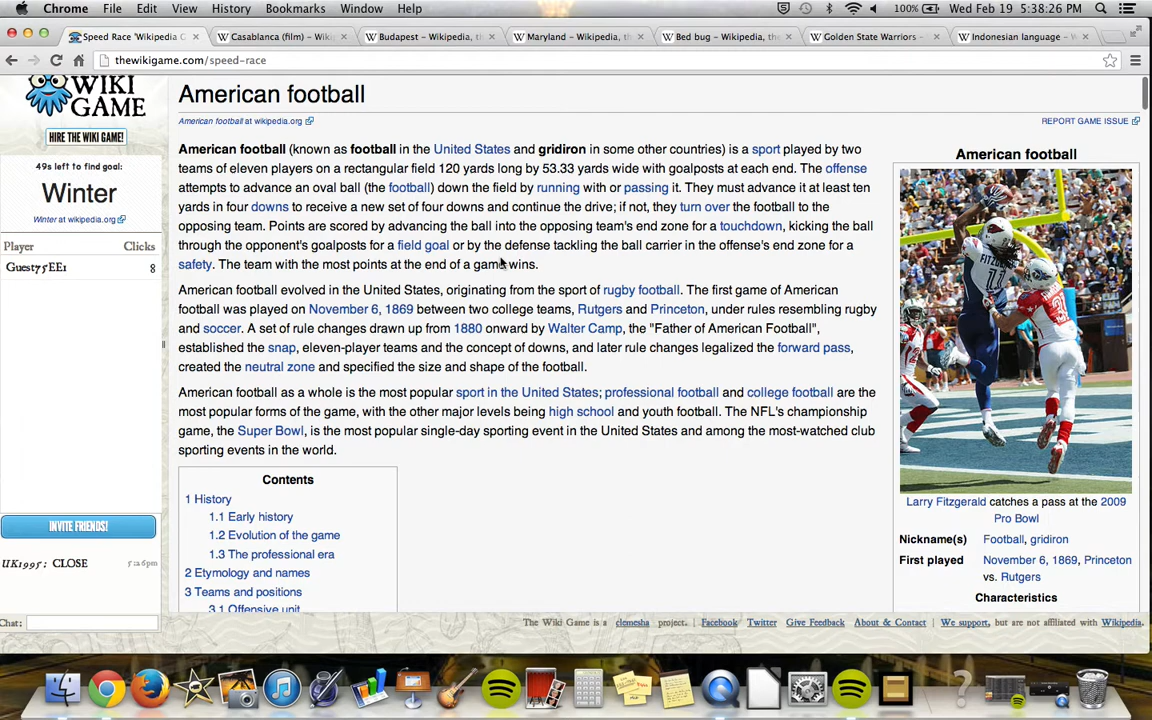 Chrome File Edit View History Bookmarks Window Help 100% Wed Feb 19 5:38:26 PM
Speed Race 'Wikipedia G × Casablanca (film) – Wiki × Budapest – Wikipedia, the × Maryland – Wikipedia, the × Bed bug – Wikipedia, the × Golden State Warriors – × Indonesian language – W ×
thewikigame.com/speed-race
WIKI
GAME
HIRE THE WIKI GAME!
49s left to find goal:
Winter
Winter at wikipedia.org
Player Clicks
Guest75EE1 8
INVITE FRIENDS!
UK1995: CLOSE 5:26pm
Chat:
American football
American football at wikipedia.org REPORT GAME ISSUE
American football (known as football in the United States and gridiron in some other countries) is a sport played by two
teams of eleven players on a rectangular field 120 yards long by 53.33 yards wide with goalposts at each end. The offense
attempts to advance an oval ball (the football) down the field by running with or passing it. They must advance it at least ten
yards in four downs to receive a new set of four downs and continue the drive; if not, they turn over the football to the
opposing team. Points are scored by advancing the ball into the opposing team's end zone for a touchdown, kicking the ball
through the opponent's goalposts for a field goal or by the defense tackling the ball carrier in the offense's end zone for a
safety. The team with the most points at the end of a game wins.
American football evolved in the United States, originating from the sport of rugby football. The first game of American
football was played on November 6, 1869 between two college teams, Rutgers and Princeton, under rules resembling rugby
and soccer. A set of rule changes drawn up from 1880 onward by Walter Camp, the "Father of American Football",
established the snap, eleven-player teams and the concept of downs, and later rule changes legalized the forward pass,
created the neutral zone and specified the size and shape of the football.
American football as a whole is the most popular sport in the United States; professional football and college football are the
most popular forms of the game, with the other major levels being high school and youth football. The NFL's championship
game, the Super Bowl, is the most popular single-day sporting event in the United States and among the most-watched club
sporting events in the world.
Contents
1 History
1.1 Early history
1.2 Evolution of the game
1.3 The professional era
2 Etymology and names
3 Teams and positions
3.1 Offensive unit
American football
FITZGERALD
11
Larry Fitzgerald catches a pass at the 2009
Pro Bowl
Nickname(s) Football, gridiron
First played November 6, 1869, Princeton
vs. Rutgers
Characteristics
The Wiki Game is a clemesha project. | Facebook Twitter Give Feedback About & Contact | We support, but are not affiliated with Wikipedia.